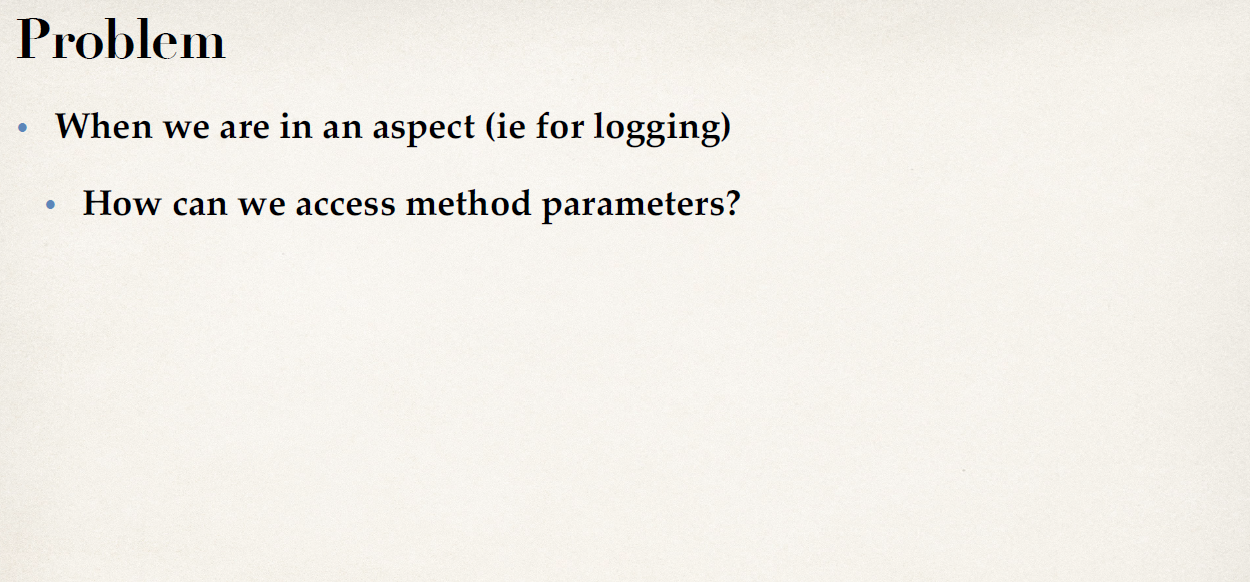 Problem
• When we are in an aspect (ie for logging)
• How can we access method parameters?